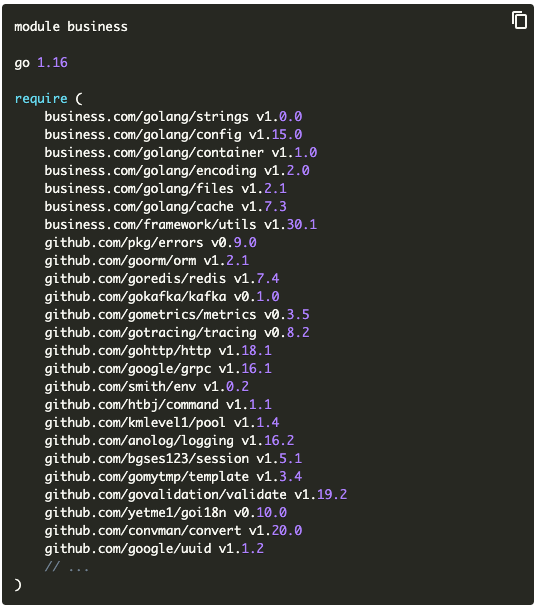 module business
go 1.16
require (
business.com/golang/strings v1.0.0
business.com/golang/config v1.15.0
business.com/golang/container v1.1.0
business.com/golang/encoding v1.2.0
business.com/golang/files v1.2.1
business.com/golang/cache v1.7.3
business.com/framework/utils v1.30.1
github.com/pkg/errors v0.9.0
github.com/goorm/orm v1.2.1
github.com/goredis/redis v1.7.4
github.com/gokafka/kafka v0.1.0
github.com/gometrics/metrics v0.3.5
github.com/gotracing/tracing v0.8.2
github.com/gohttp/http v1.18.1
github.com/google/grpc v1.16.1
github.com/smith/env v1.0.2
github.com/htbj/command v1.1.1
github.com/kmlevel1/pool v1.1.4
github.com/anolog/logging v1.16.2
github.com/bgses123/session v1.5.1
github.com/gomytmp/template v1.3.4
github.com/govalidation/validate v1.19.2
github.com/yetme1/goi18n v0.10.0
github.com/convman/convert v1.20.0
github.com/google/uuid v1.1.2
// ...
)